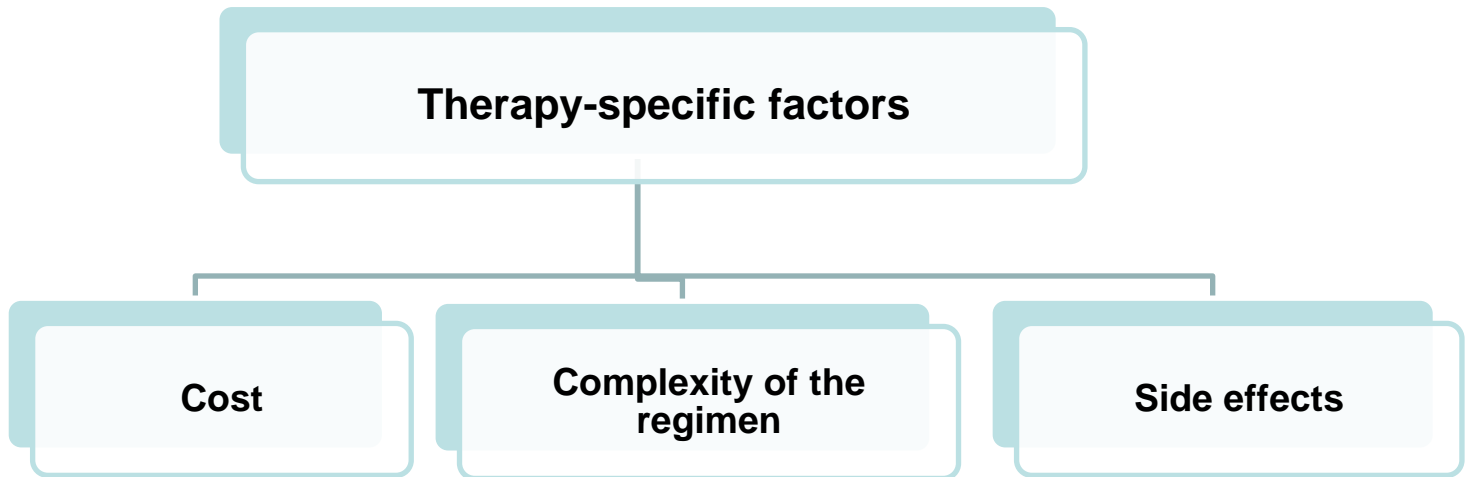 Therapy-specific factors
Cost
Complexity of the
regimen
Side effects